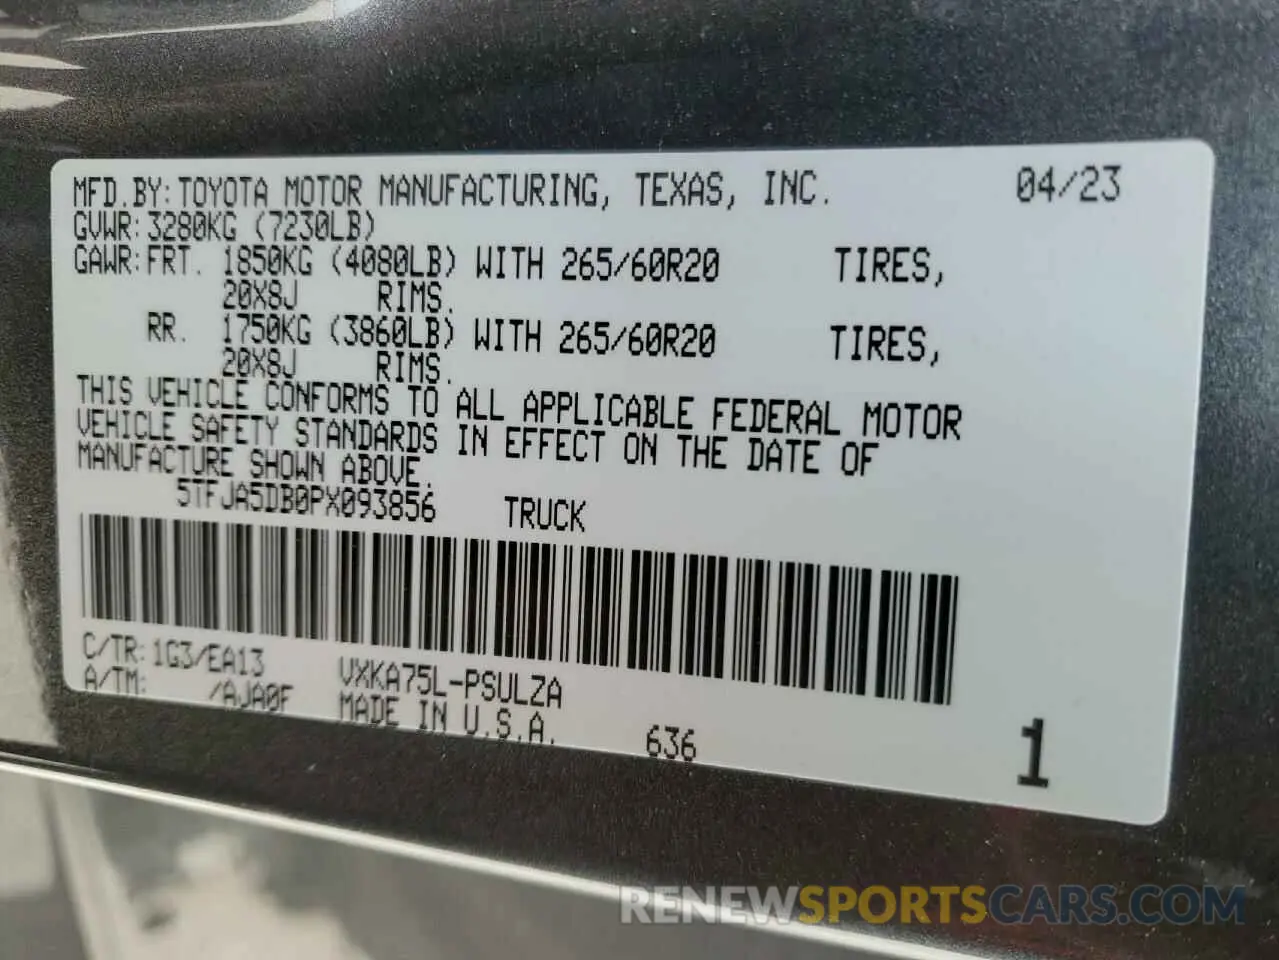 MFD.BY:TOYOTA MOTOR MANUFACTURING, TEXAS, INC. 04/23
GVWR:3280KG (7230LB)
GAWR:FRT. 1850KG (4080LB) WITH 265/60R20 TIRES,
20X8J RIMS.
RR. 1750KG (3860LB) WITH 265/60R20 TIRES,
20X8J RIMS.
THIS VEHICLE CONFORMS TO ALL APPLICABLE FEDERAL MOTOR
VEHICLE SAFETY STANDARDS IN EFFECT ON THE DATE OF
MANUFACTURE SHOWN ABOVE.
5TFJA5DB0PX093856 TRUCK
C/TR:1G3/EA13 VXKA75L-PSULZA
A/TM: /AJA0F MADE IN U.S.A. 636
1
RENEWSPORTSCARS.COM